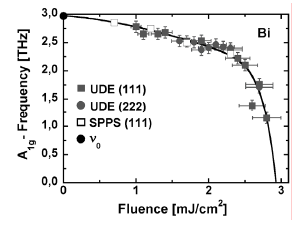 3,0
2,5
2,0
1,5
1,0
0,5
0,0
A1g- Frequency [THz]
Bi
UDE (111)
UDE (222)
SPPS (111)
ν0
0
1
2
3
Fluence [mJ/cm²]